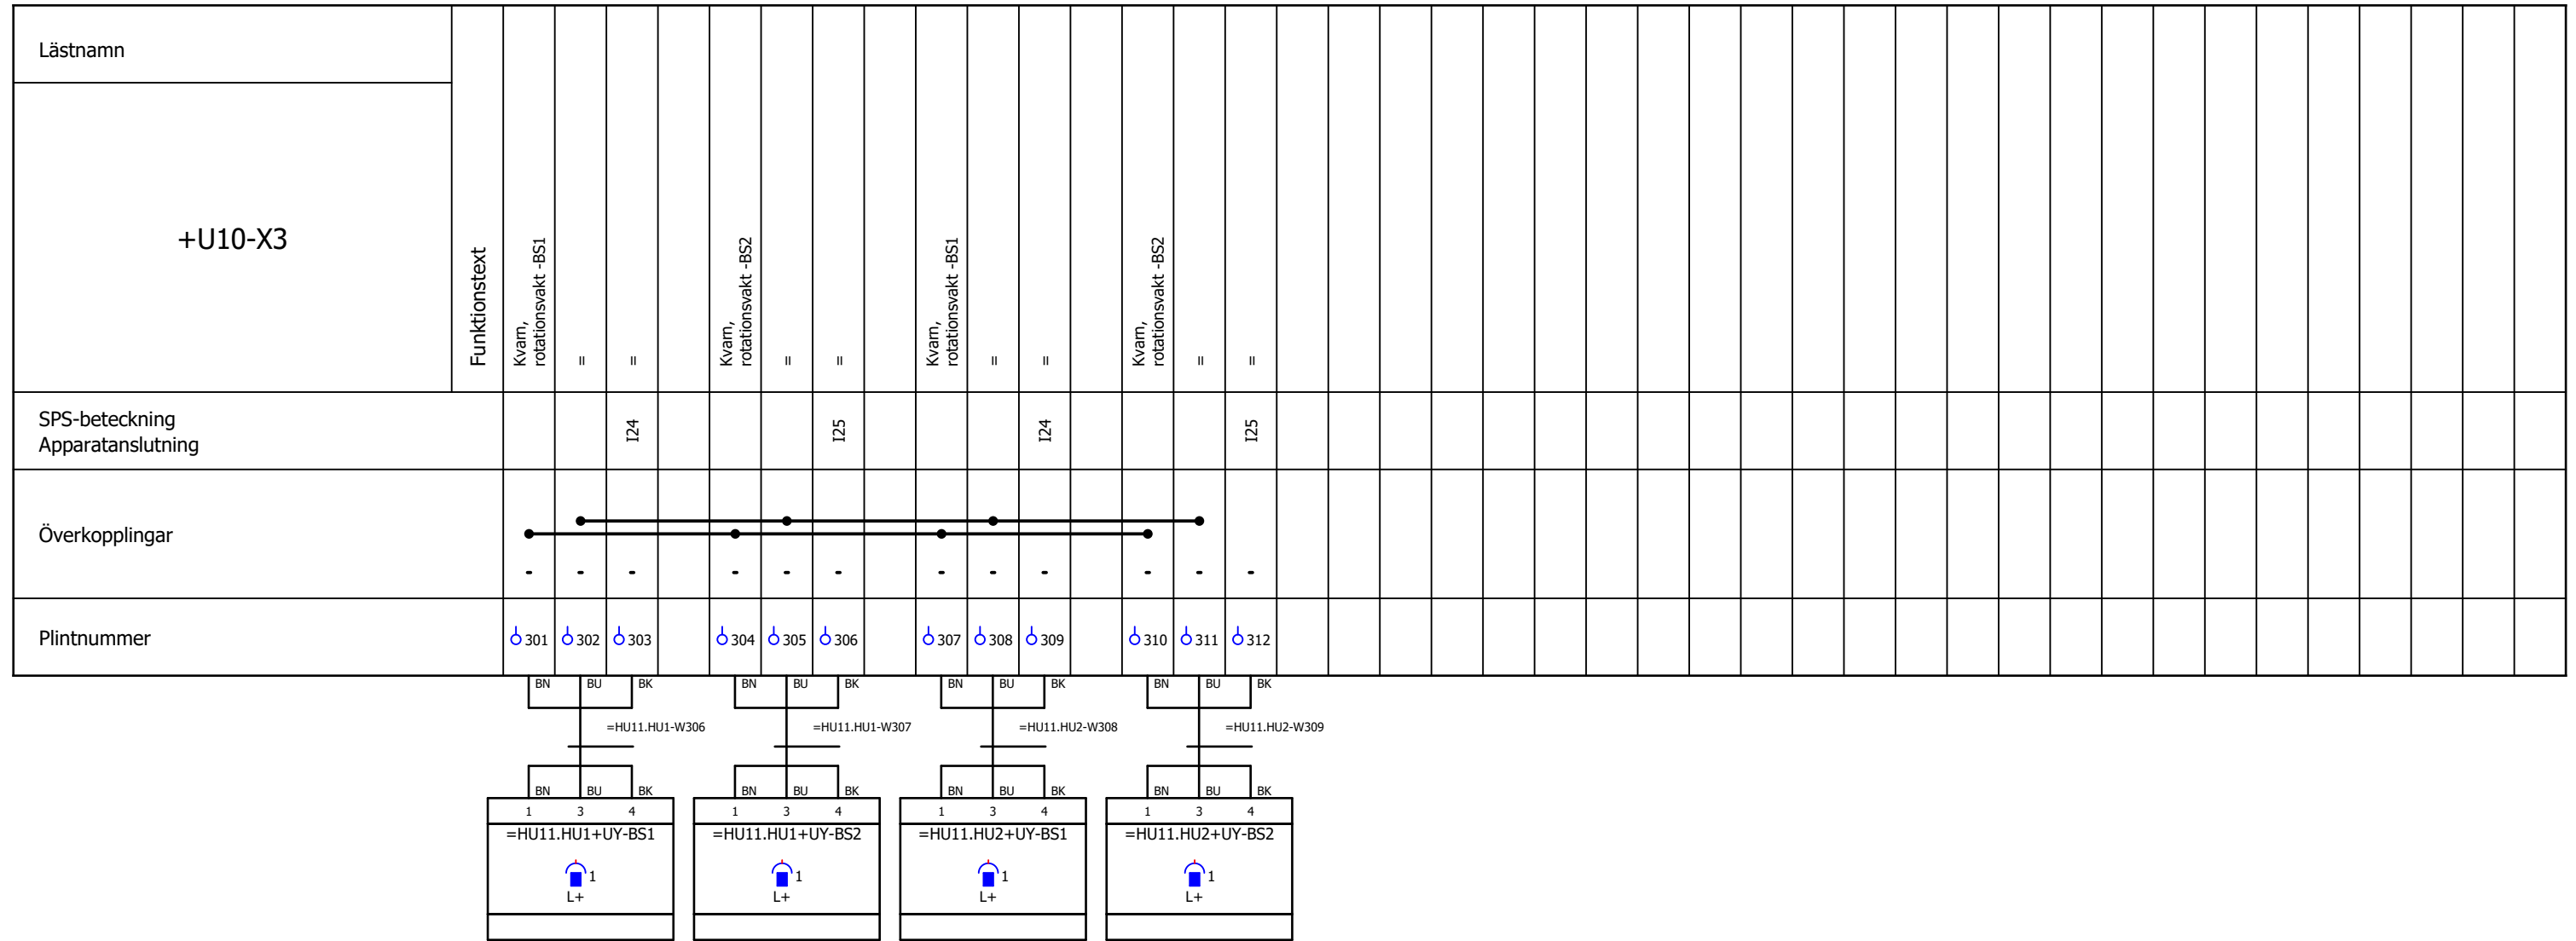 Lästnamn
+U10-X3
Funktionstext
Kvarn,
rotationsvakt -BS1
=
=
Kvarn,
rotationsvakt -BS2
=
=
Kvarn,
rotationsvakt -BS1
=
=
Kvarn,
rotationsvakt -BS2
=
=
SPS-beteckning
Apparatanslutning
I24 I25 I24 I25
Överkopplingar
- - - - - - - - - - - -
Plintnummer
301 302 303 304 305 306 307 308 309 310 311 312
BN BU BK BN BU BK BN BU BK BN BU BK
=HU11.HU1-W306 =HU11.HU1-W307 =HU11.HU2-W308 =HU11.HU2-W309
BN BU BK BN BU BK BN BU BK BN BU BK
1 3 4 1 3 4 1 3 4 1 3 4
=HU11.HU1+UY-BS1 =HU11.HU1+UY-BS2 =HU11.HU2+UY-BS1 =HU11.HU2+UY-BS2
1 1 1 1
L+ L+ L+ L+